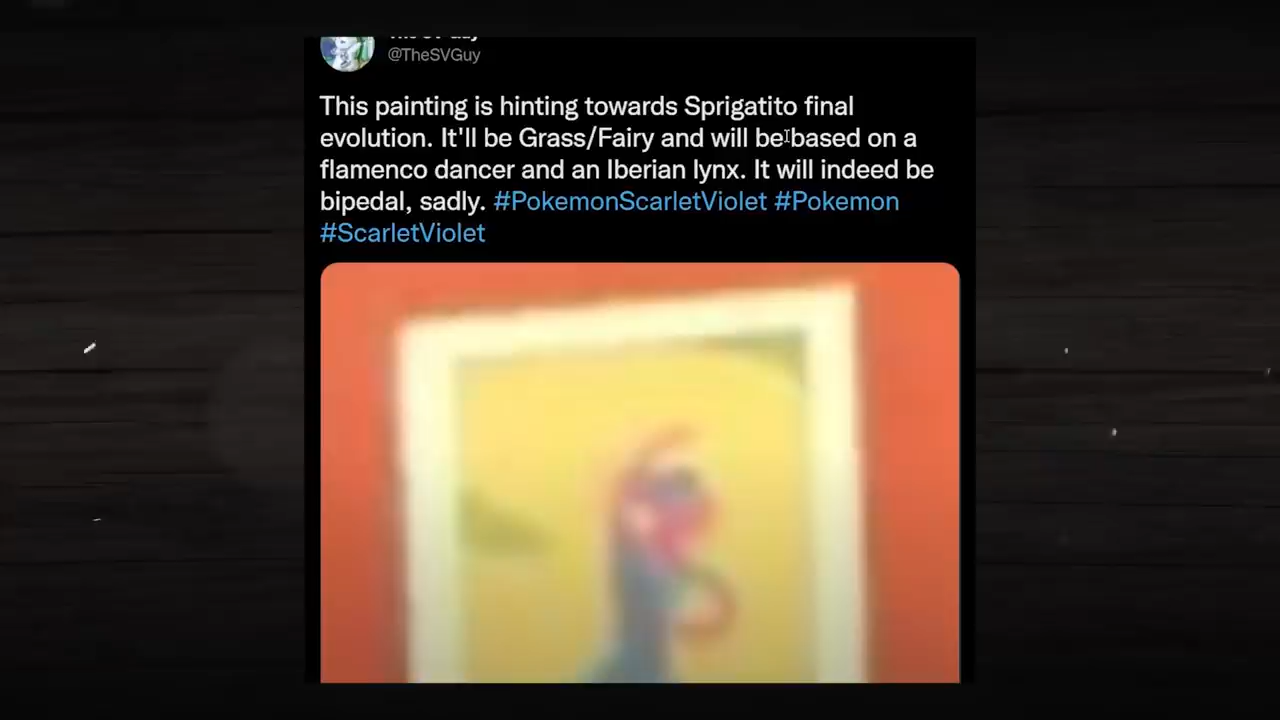 @TheSVGuy
This painting is hinting towards Sprigatito final
evolution. It'll be Grass/Fairy and will be based on a
flamenco dancer and an Iberian lynx. It will indeed be
bipedal, sadly. #PokemonScarletViolet #Pokemon
#ScarletViolet